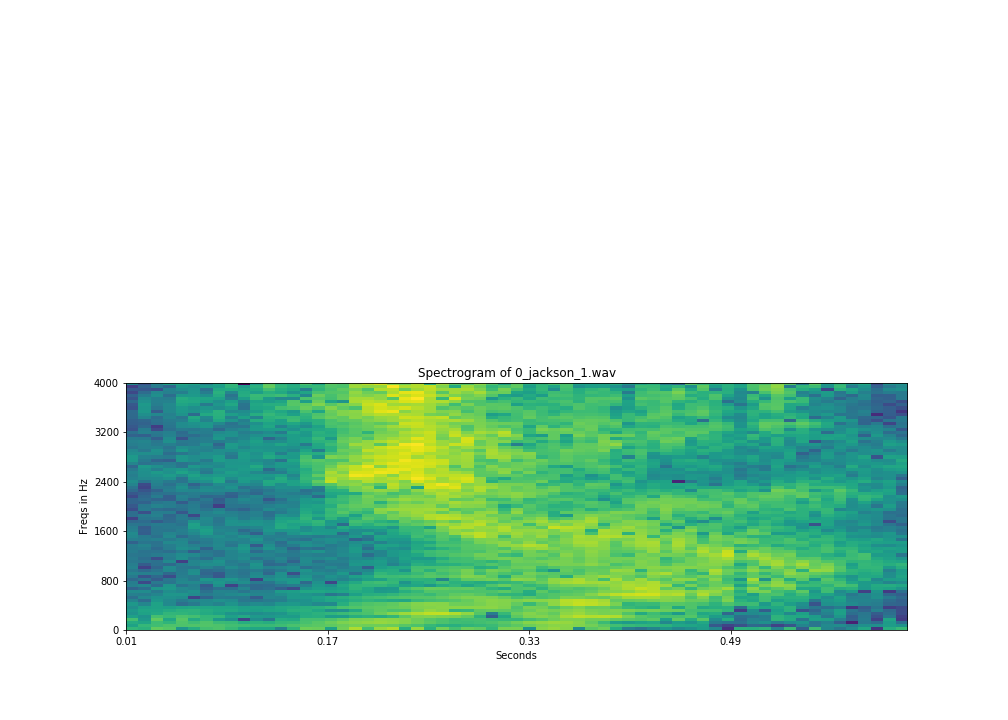 Spectrogram of 0_jackson_1.wav
4000
3200
2400
1600
800
0
Freqs in Hz
0.01 0.17 0.33 0.49
Seconds